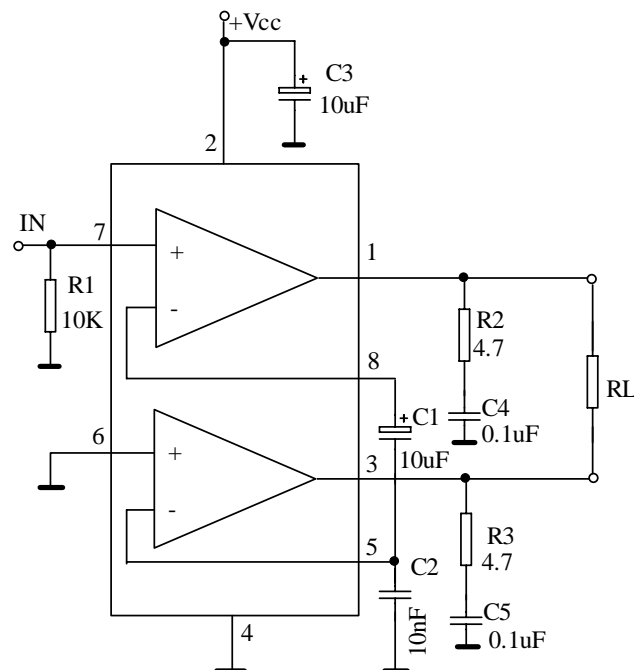 +Vcc
C3
10uF
2
IN
7
1
+
R1
10K
-
R2
4.7
8
RL
C1
C4
6
10uF
0.1uF
+
3
-
R3
4.7
5
C2
10nF
C5
4
0.1uF